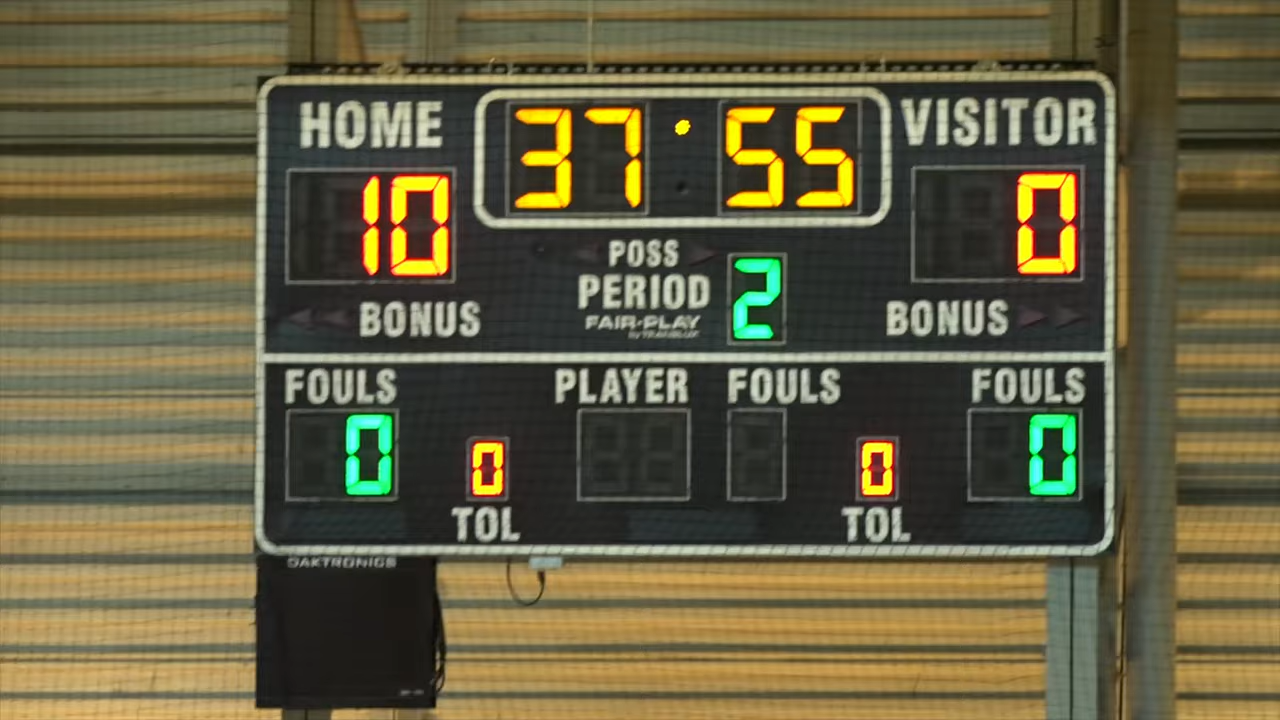 HOME 37:55 VISITOR
10 0
POSS
PERIOD 2
BONUS BONUS
FAIR-PLAY
FOULS PLAYER FOULS FOULS
0 0 0 0
TOL TOL
DAKTRONICS